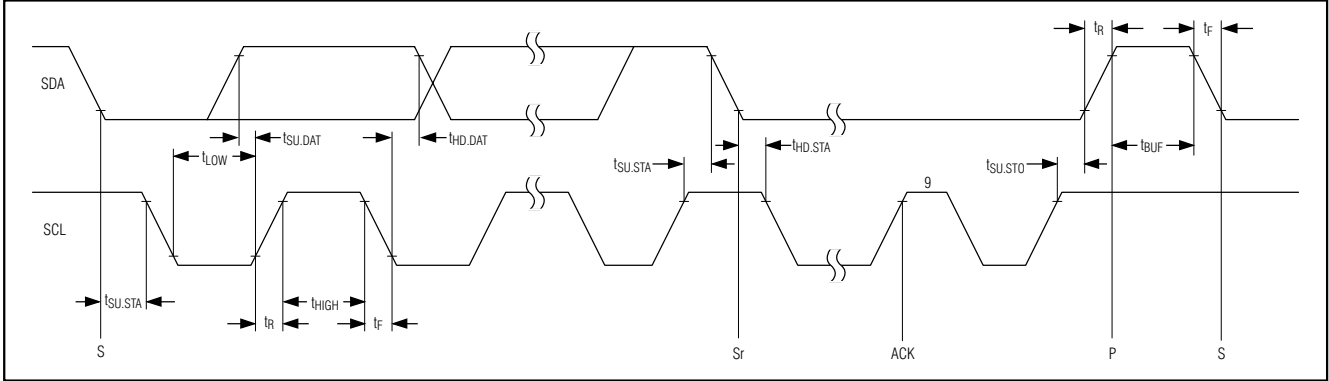 tR
tF
SDA
tSU.DAT
tHD.DAT
tLOW
tSU.STA
tHD.STA
tSU.STO
tBUF
9
SCL
tSU.STA
tR
tHIGH
tF
S
Sr
ACK
P
S